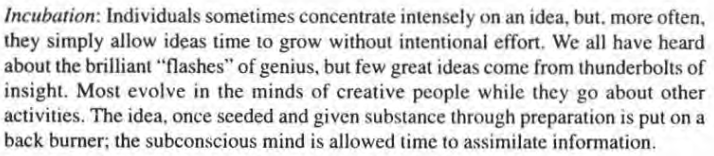 Incubation: Individuals sometimes concentrate intensely on an idea, but. more often,
they simply allow ideas time to grow without intentional effort. We all have heard
about the brilliant “flashes” of genius, but few great ideas come from thunderbolts of
insight. Most evolve in the minds of creative people while they go about other
activities. The idea, once seeded and given substance through preparation is put on a
back burner; the subconscious mind is allowed time to assimilate information.